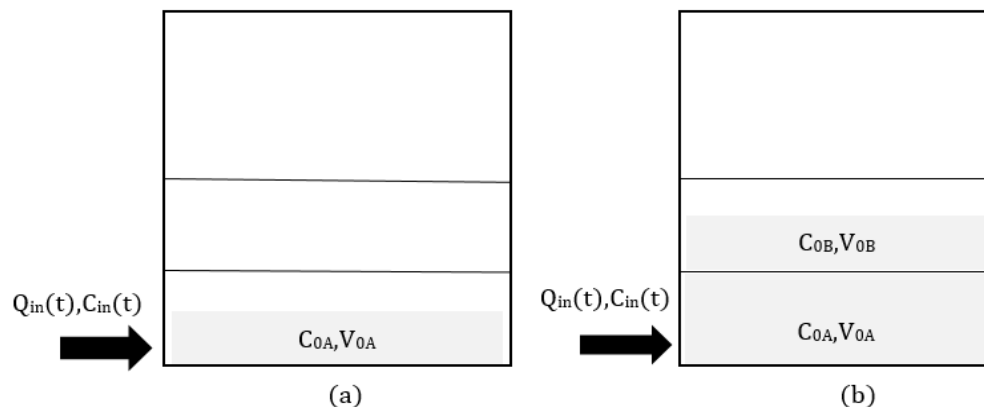 Qin(t),Cin(t)
C0A,V0A
(a)
C0B,V0B
Qin(t),Cin(t)
C0A,V0A
(b)